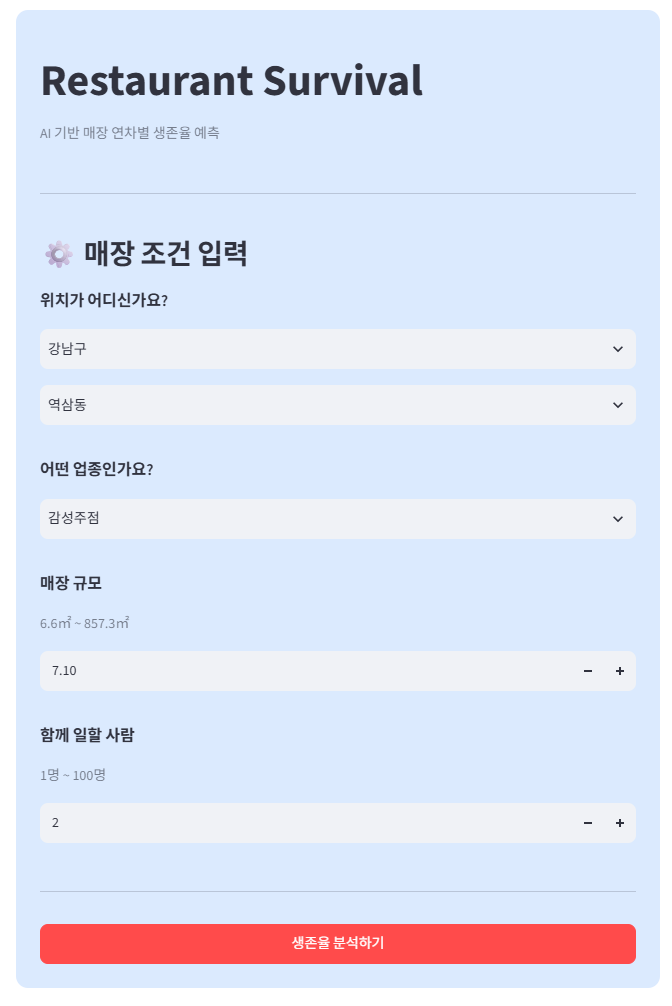 Restaurant Survival
AI 기반 매장 연차별 생존율 예측
매장 조건 입력
위치가 어디신가요?
강남구
역삼동
어떤 업종인가요?
감성주점
매장 규모
6.6㎡ ~ 857.3㎡
7.10
함께 일할 사람
1명 ~ 100명
2
생존율 분석하기